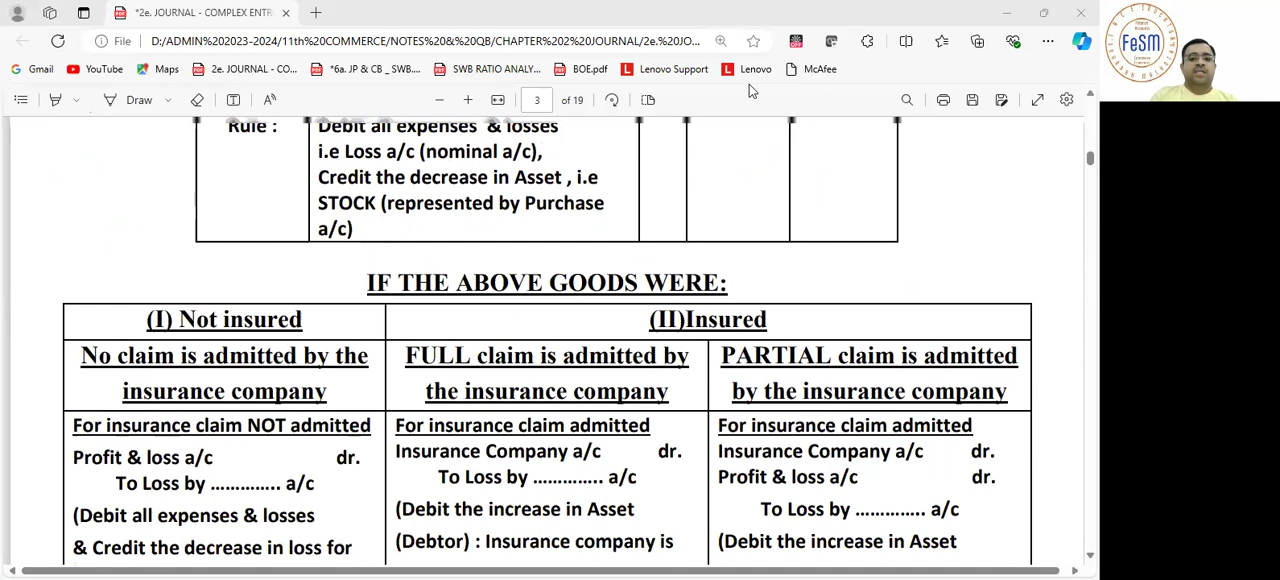 *2e. JOURNAL - COMPLEX ENTR
File
D:/ADMIN%202023-2024/11th%20COMMERCE/NOTES%20...QB/CHAPTER%202%20JOURNAL/2e.%20JO...
Gmail YouTube Maps 2e. JOURNAL - CO... *6a. JP & CB _ SWB.... SWB RATIO ANALY... BOE.pdf Lenovo Support Lenovo McAfee
Draw 3 of 19
FeSM
Rule : Debit all expenses & losses
i.e Loss a/c (nominal a/c),
Credit the decrease in Asset , i.e
STOCK (represented by Purchase
a/c)
IF THE ABOVE GOODS WERE:
(I) Not insured (II)Insured
No claim is admitted by the
insurance company
FULL claim is admitted by
the insurance company
PARTIAL claim is admitted
by the insurance company
For insurance claim NOT admitted
Profit & loss a/c dr.
To Loss by ………….. a/c
(Debit all expenses & losses
& Credit the decrease in loss for
For insurance claim admitted
Insurance Company a/c dr.
To Loss by ………….. a/c
(Debit the increase in Asset
(Debtor) : Insurance company is
For insurance claim admitted
Insurance Company a/c dr.
Profit & loss a/c dr.
To Loss by ………….. a/c
(Debit the increase in Asset